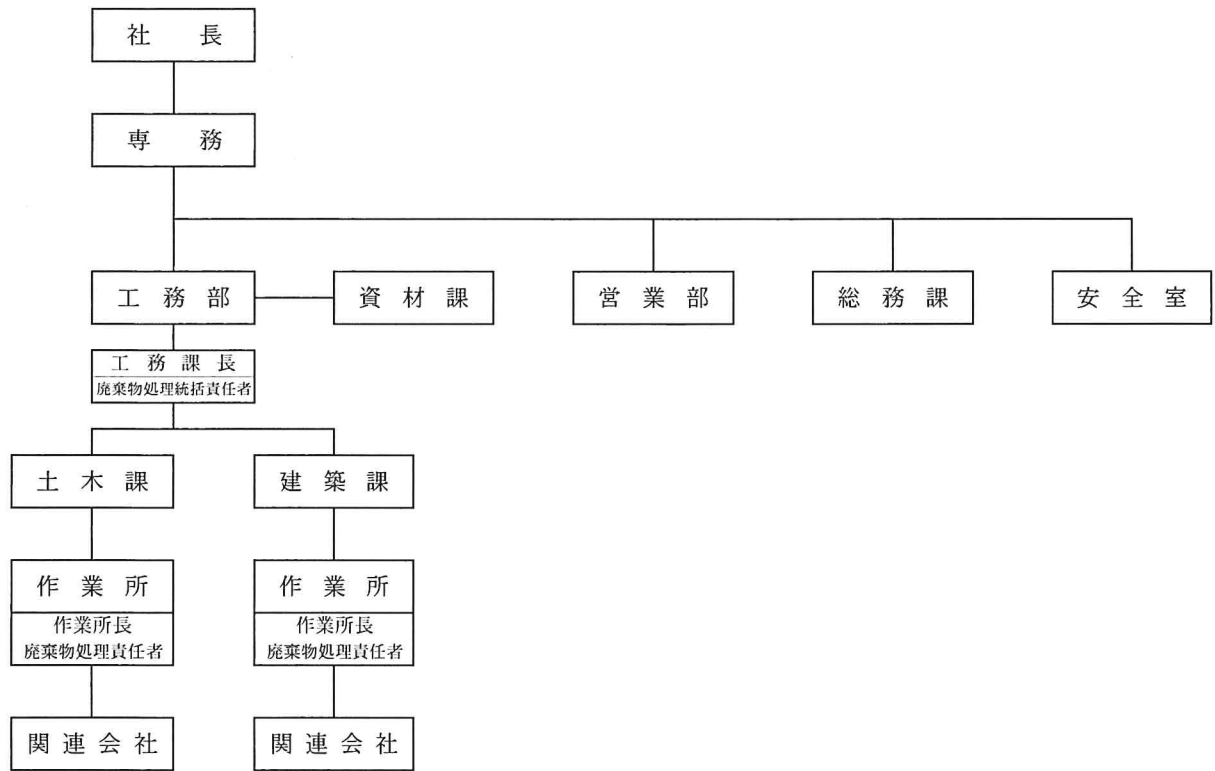 社長
専務
工務部
資材課
営業部
総務課
安全室
工務課長
廃棄物処理統括責任者
土木課
建築課
作業所
作業所長
廃棄物処理責任者
作業所
作業所長
廃棄物処理責任者
関連会社
関連会社